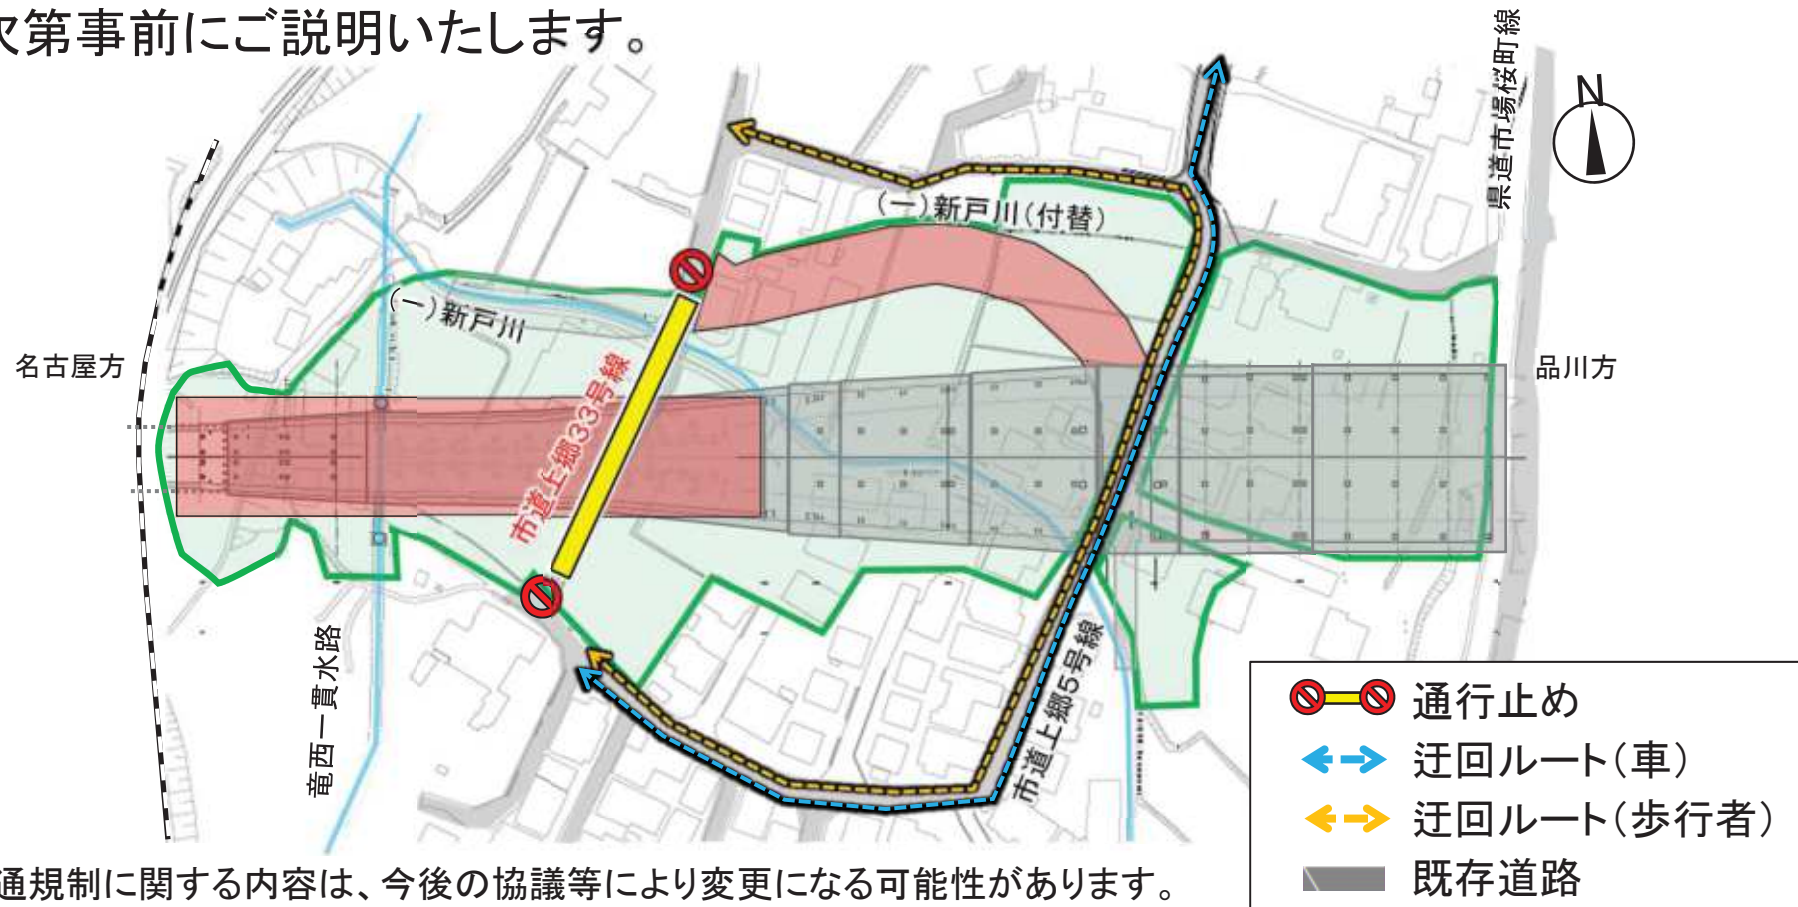 次第事前にご説明いたします。
県道市場桜町線
N
(一)新戸川(付替)
(一)新戸川
名古屋方
品川方
市道上郷33号線
竜西一貫水路
市道上郷5号線
通行止め
迂回ルート(車)
迂回ルート(歩行者)
既存道路
通規制に関する内容は、今後の協議等により変更になる可能性があります。